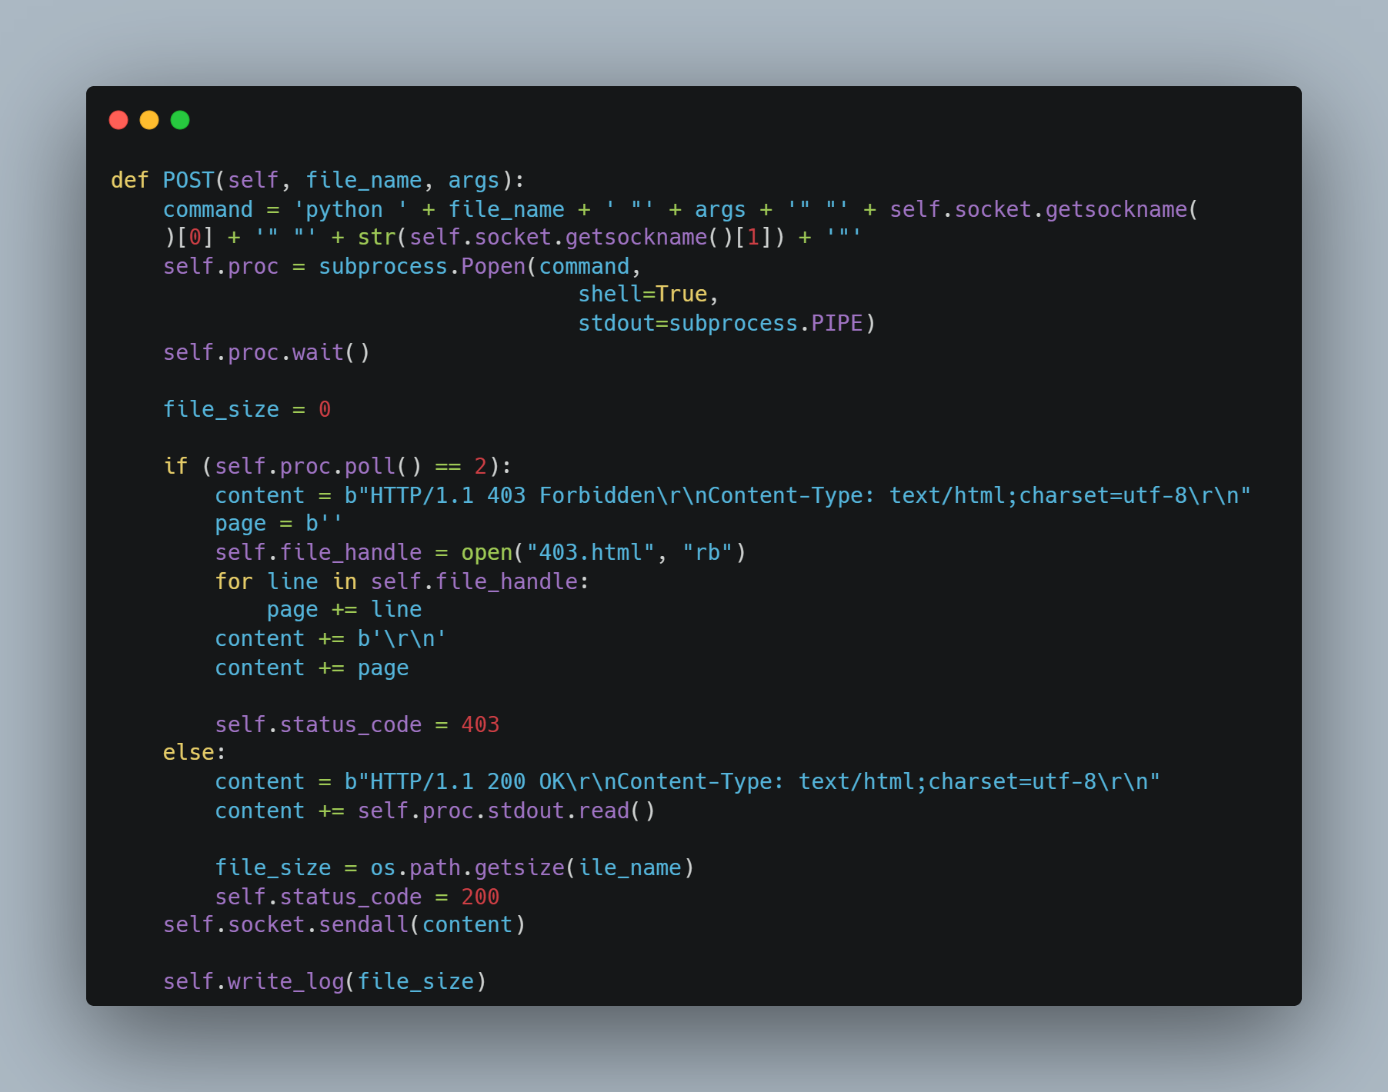 def POST(self, file_name, args):
    command = 'python ' + file_name + ' "' + args + '" "' + self.socket.getsockname(
    )[0] + '" "' + str(self.socket.getsockname()[1]) + '"'
    self.proc = subprocess.Popen(command,
                                    shell=True,
                                    stdout=subprocess.PIPE)
    self.proc.wait()

    file_size = 0

    if (self.proc.poll() == 2):
        content = b"HTTP/1.1 403 Forbidden\r\nContent-Type: text/html;charset=utf-8\r\n"
        page = b''
        self.file_handle = open("403.html", "rb")
        for line in self.file_handle:
            page += line
        content += b'\r\n'
        content += page

        self.status_code = 403
    else:
        content = b"HTTP/1.1 200 OK\r\nContent-Type: text/html;charset=utf-8\r\n"
        content += self.proc.stdout.read()

        file_size = os.path.getsize(ile_name)
        self.status_code = 200
    self.socket.sendall(content)

    self.write_log(file_size)